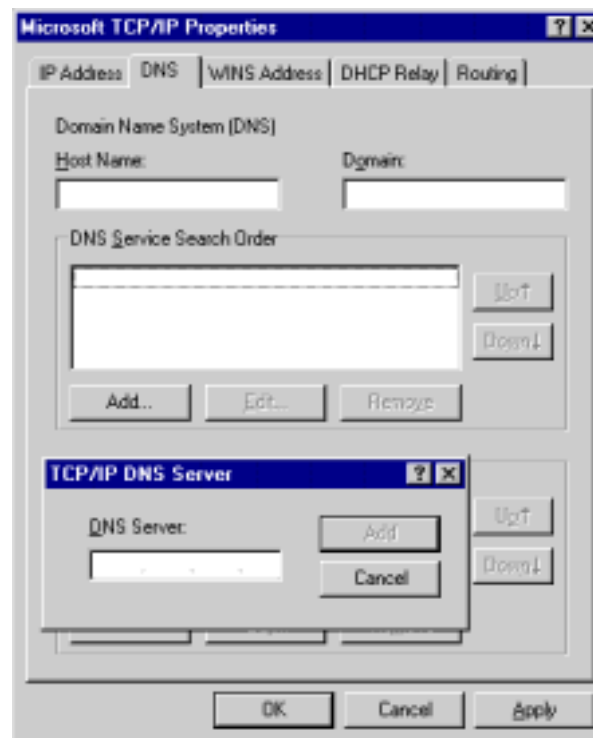 Microsoft TCP/IP Properties
IP Address DNS WINS Address DHCP Relay Routing
Domain Name System (DNS)
Host Name: Domain:
DNS Service Search Order
Up↑
Down↓
Add... Edit... Remove
TCP/IP DNS Server
DNS Server:
Add
Cancel
Up↑
Down↓
OK Cancel Apply